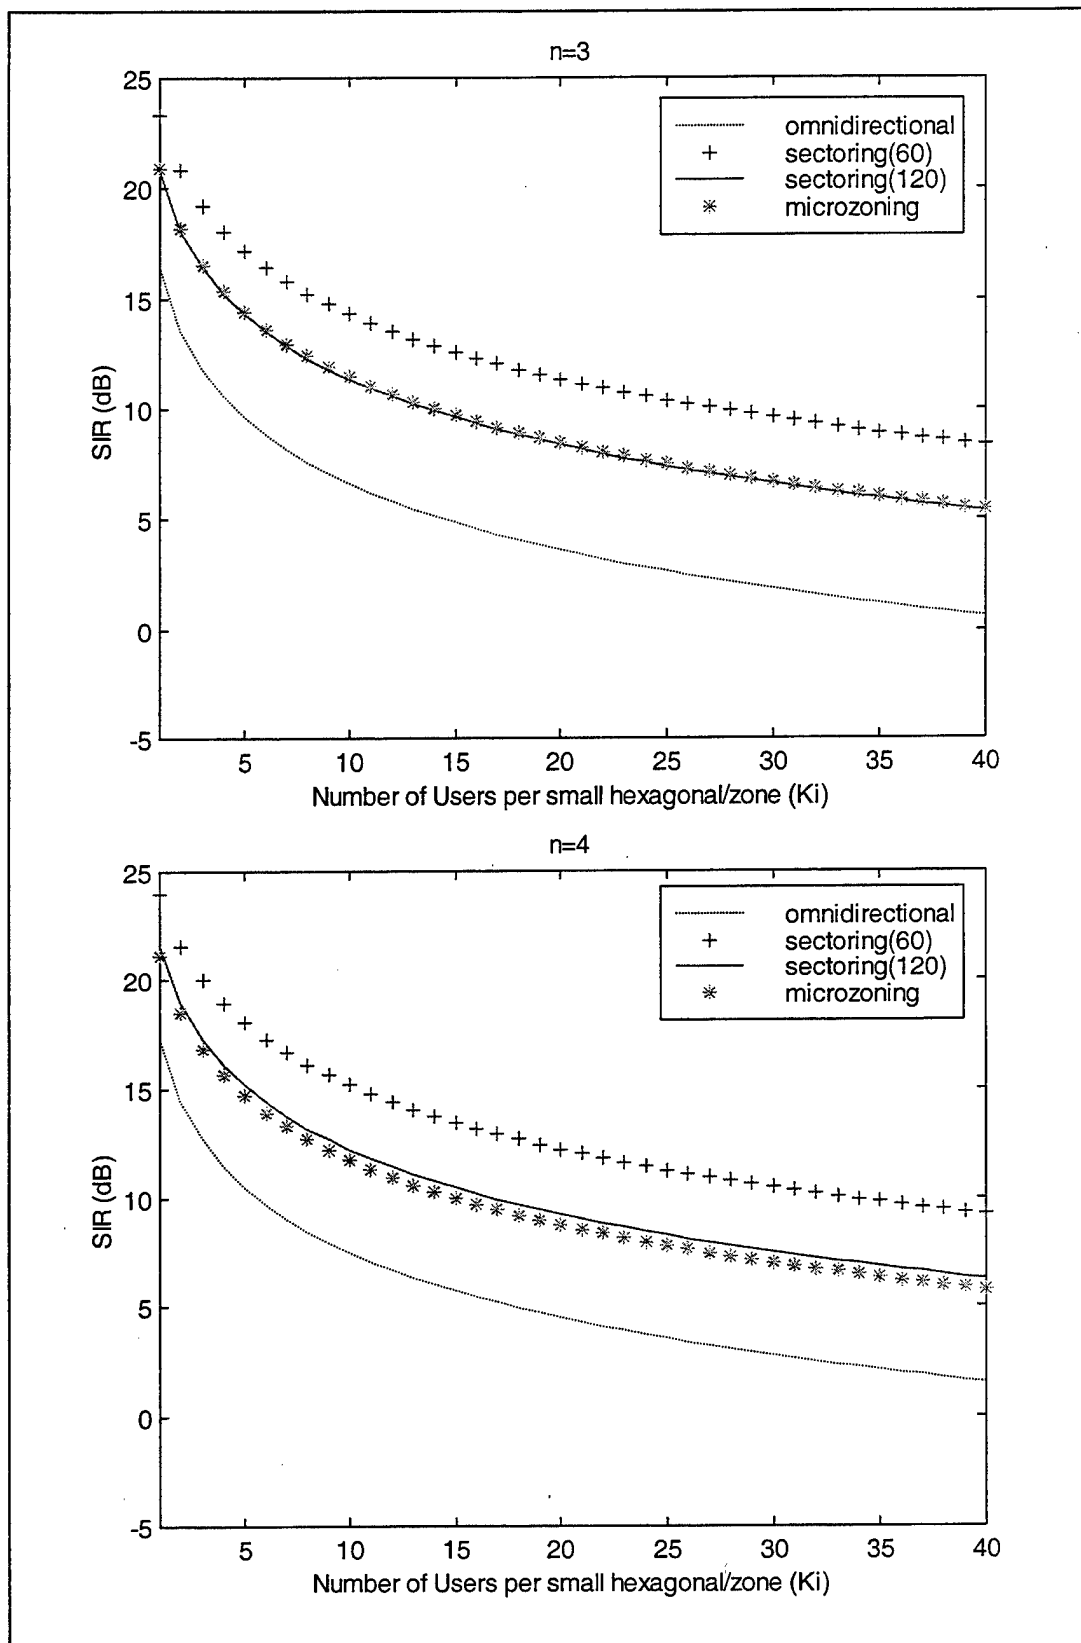 n=3
25
20
15
10
5
0
-5
SIR (dB)
omnidirectional
sectoring(60)
sectoring(120)
microzoning
5 10 15 20 25 30 35 40
Number of Users per small hexagonal/zone (Ki)
n=4
25
20
15
10
5
0
-5
SIR (dB)
omnidirectional
sectoring(60)
sectoring(120)
microzoning
5 10 15 20 25 30 35 40
Number of Users per small hexagonal/zone (Ki)